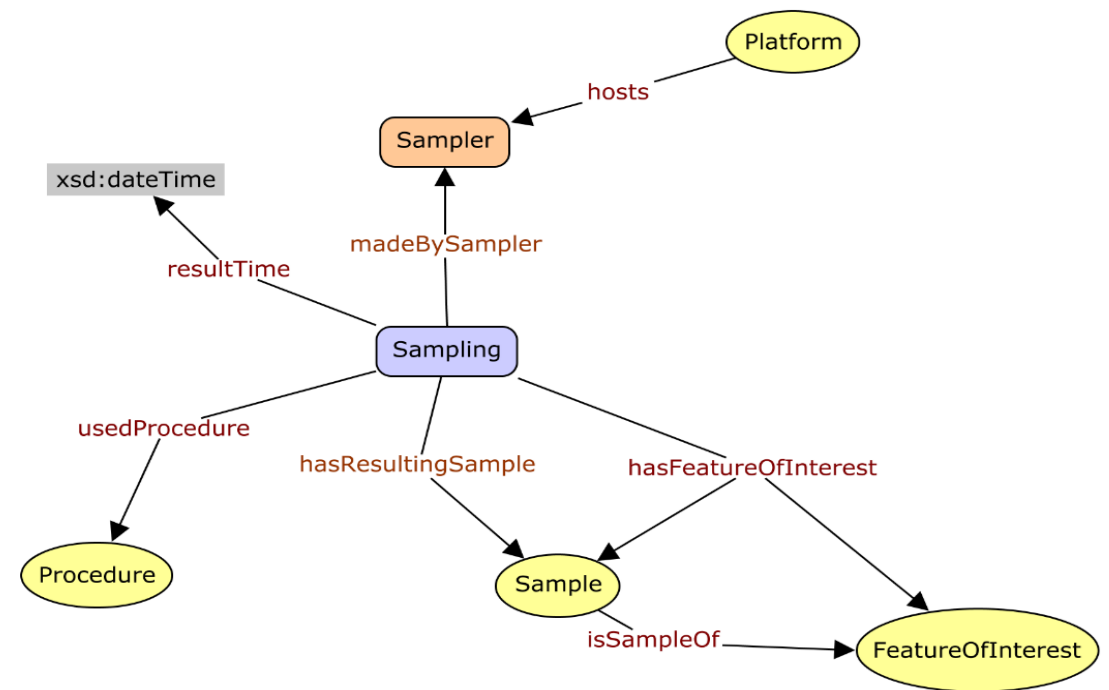 Platform
hosts
Sampler
xsd:dateTime
madeBySampler
resultTime
Sampling
usedProcedure
hasResultingSample
hasFeatureOfInterest
Procedure
Sample
isSampleOf
FeatureOfInterest